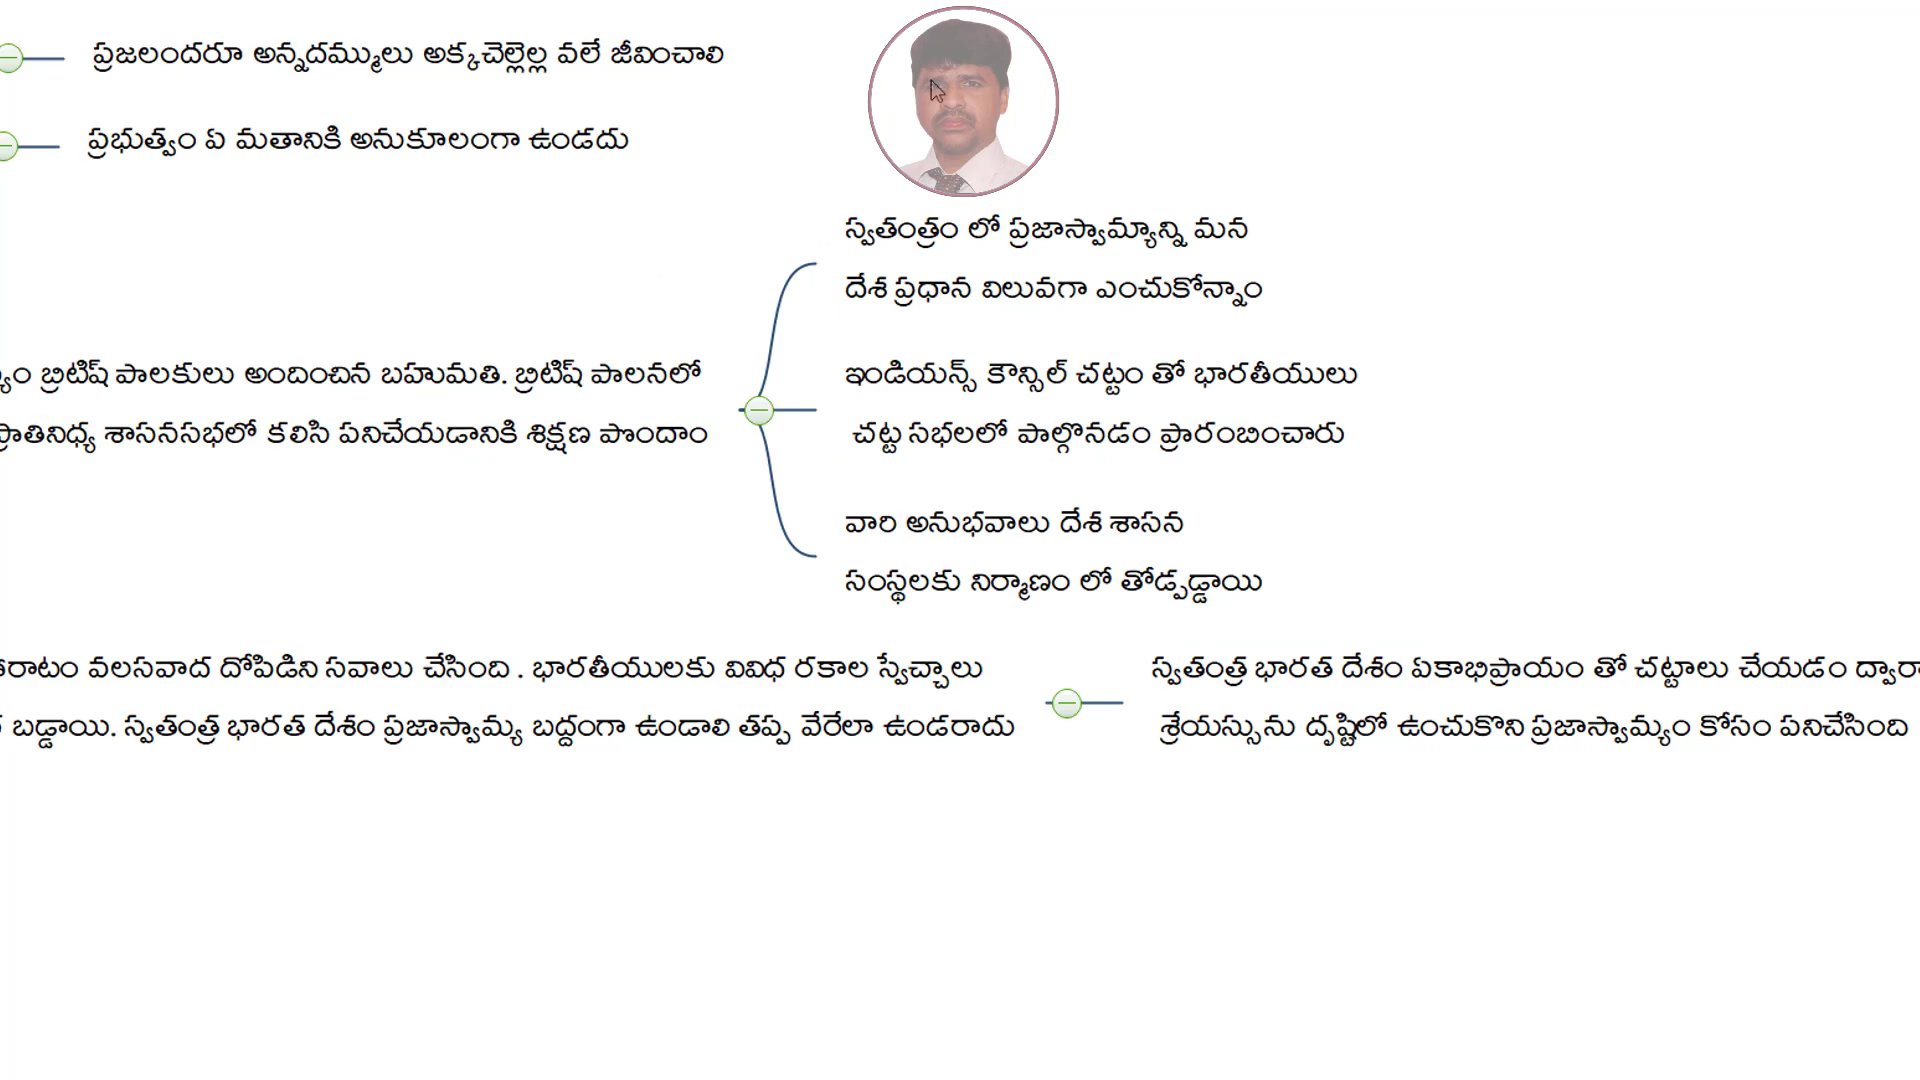 ప్రజలందరూ అన్నదమ్ములు అక్కచెల్లెల్ల వలే జీవించాలి
ప్రభుత్వం ఏ మతానికి అనుకూలంగా ఉండదు
స్వతంత్రం లో ప్రజాస్వామ్యాన్ని మన
దేశ ప్రధాన విలువగా ఎంచుకోన్నాం
బ్రిటిష్ పాలకులు అందించిన బహుమతి. బ్రిటిష్ పాలనలో
ప్రాతినిధ్య శాసనసభలో కలిసి పనిచేయడానికి శిక్షణ పొందాం
ఇండియన్స్ కౌన్సిల్ చట్టం తో భారతీయులు
చట్ట సభలలో పాల్గొనడం ప్రారంబించారు
వారి అనుభవాలు దేశ శాసన
సంస్థలకు నిర్మాణం లో తోడ్పడ్డాయి
వలసవాద దోపిడిని సవాలు చేసింది . భారతీయులకు వివిధ రకాల స్వేచ్చాలు
బడ్డాయి. స్వతంత్ర భారత దేశం ప్రజాస్వామ్య బద్దంగా ఉండాలి తప్ప వేరేలా ఉండరాదు
స్వతంత్ర భారత దేశం ఏకాభిప్రాయం తో చట్టాలు చేయడం ద్వారా
శ్రేయస్సును దృష్టిలో ఉంచుకొని ప్రజాస్వామ్యం కోసం పనిచేసింది